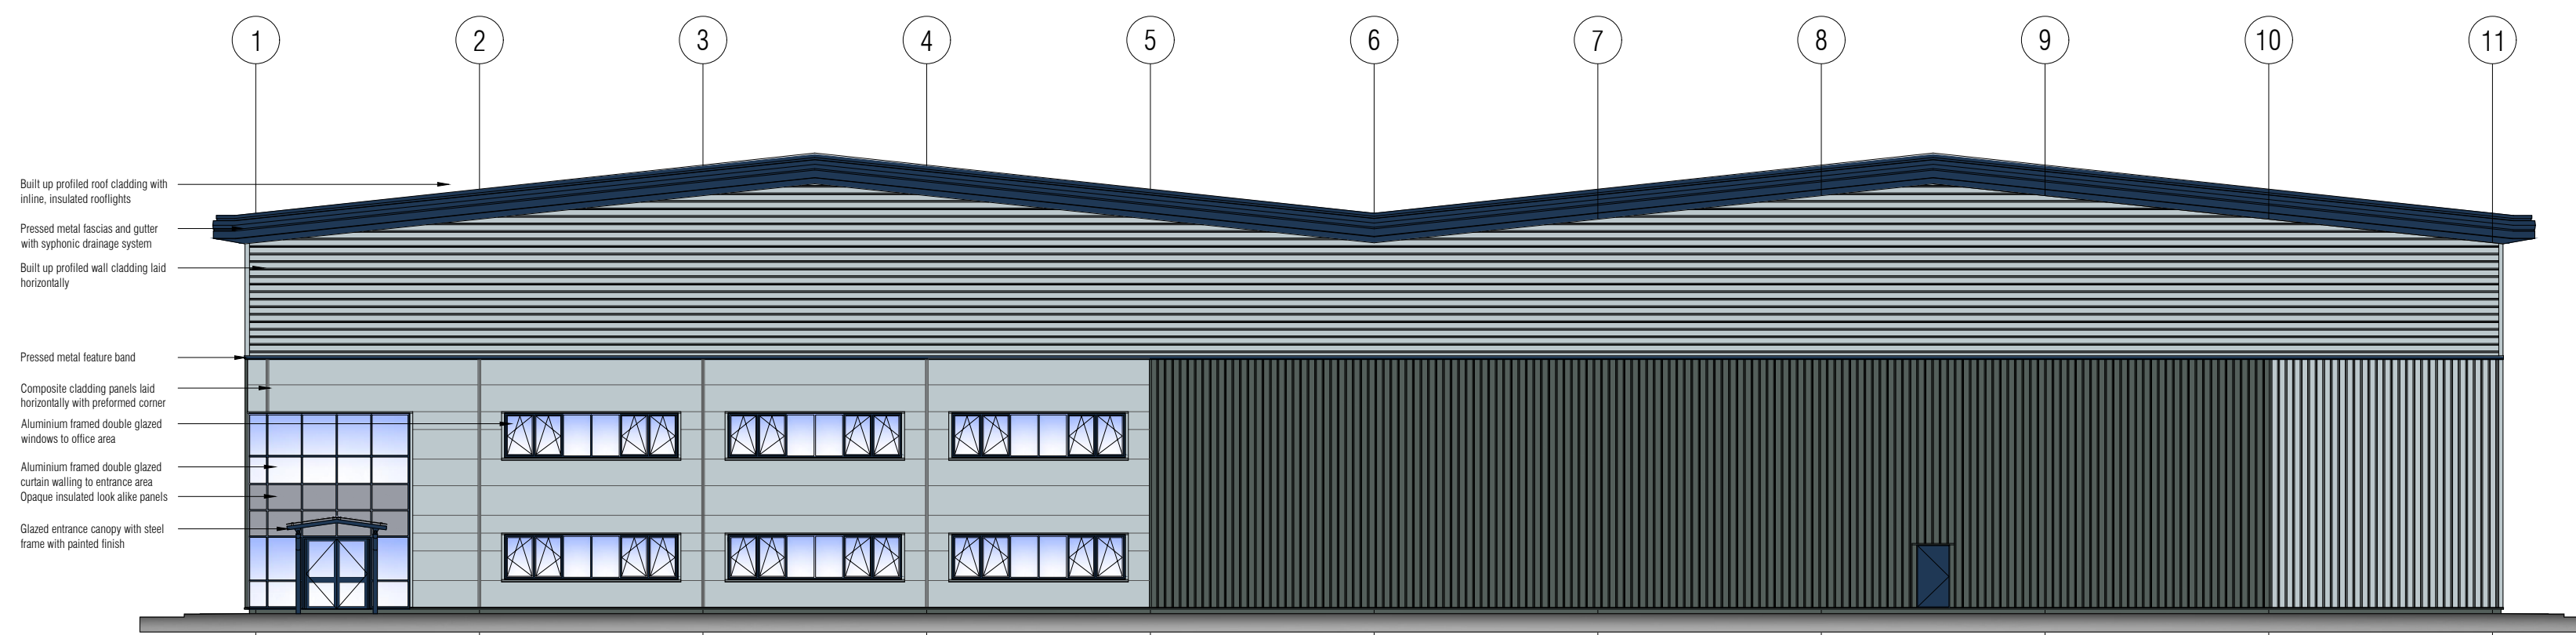 1 2 3 4 5 6 7 8 9 10 11
Built up profiled roof cladding with
inline, insulated rooflights
Pressed metal fascias and gutter
with syphonic drainage system
Built up profiled wall cladding laid
horizontally
Pressed metal feature band
Composite cladding panels laid
horizontally with preformed corner
Aluminium framed double glazed
windows to office area
Aluminium framed double glazed
curtain walling to entrance area
Opaque insulated look alike panels
Glazed entrance canopy with steel
frame with painted finish